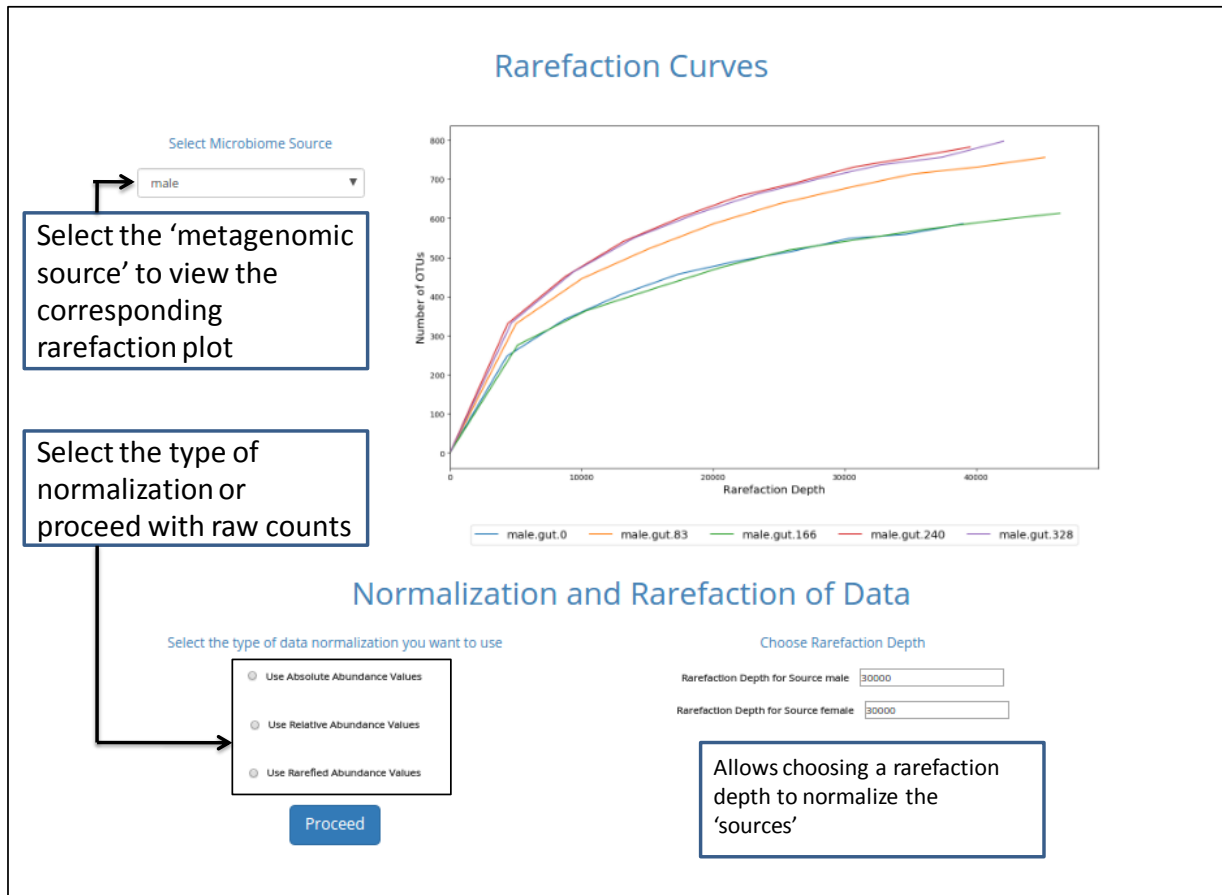 Rarefaction Curves
Select Microbiome Source
male
Select the ‘metagenomic
source’ to view the
corresponding
rarefaction plot
Select the type of
normalization or
proceed with raw counts
800
700
600
500
400
300
200
100
0
Number of OTUs
0 10000 20000 30000 40000
Rarefaction Depth
male.gut.0 male.gut.83 male.gut.166 male.gut.240 male.gut.328
Normalization and Rarefaction of Data
Select the type of data normalization you want to use
Use Absolute Abundance Values
Use Relative Abundance Values
Use Rarefied Abundance Values
Proceed
Choose Rarefaction Depth
Rarefaction Depth for Source male 30000
Rarefaction Depth for Source female 30000
Allows choosing a rarefaction
depth to normalize the
‘sources’